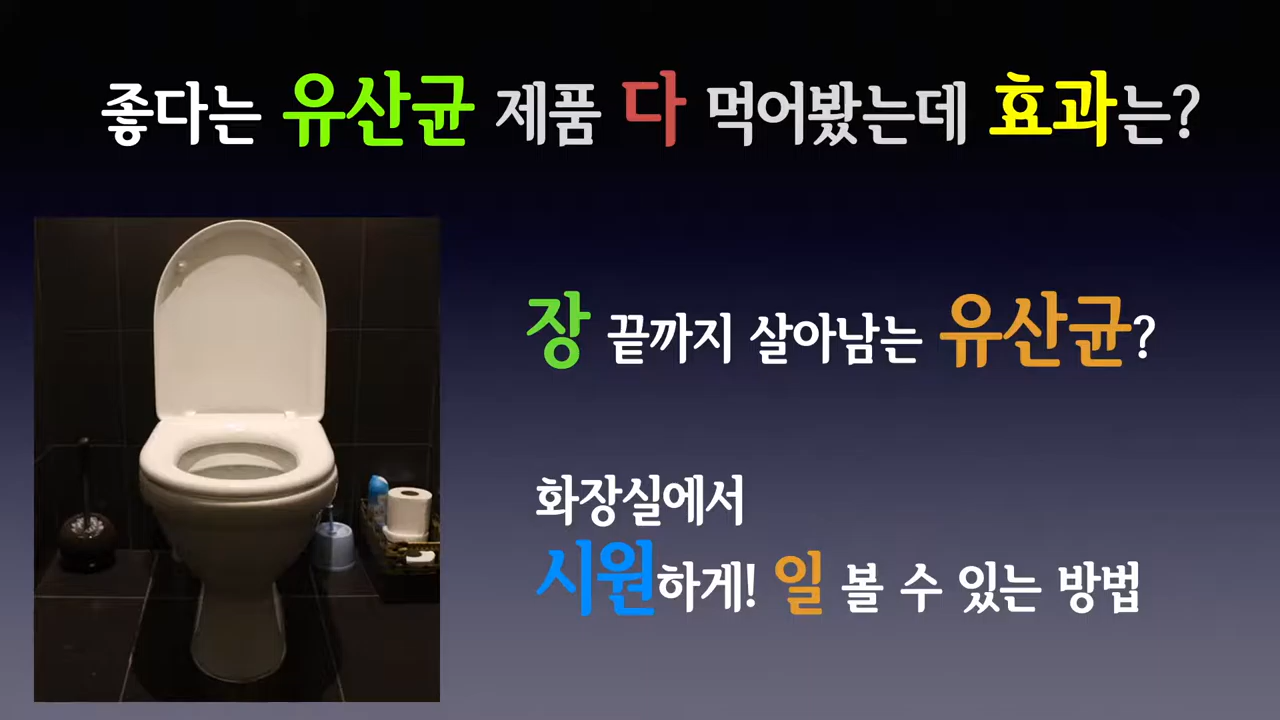 좋다는 유산균 제품 다 먹어봤는데 효과는?
장 끝까지 살아남는 유산균?
화장실에서
시원하게! 일 볼 수 있는 방법